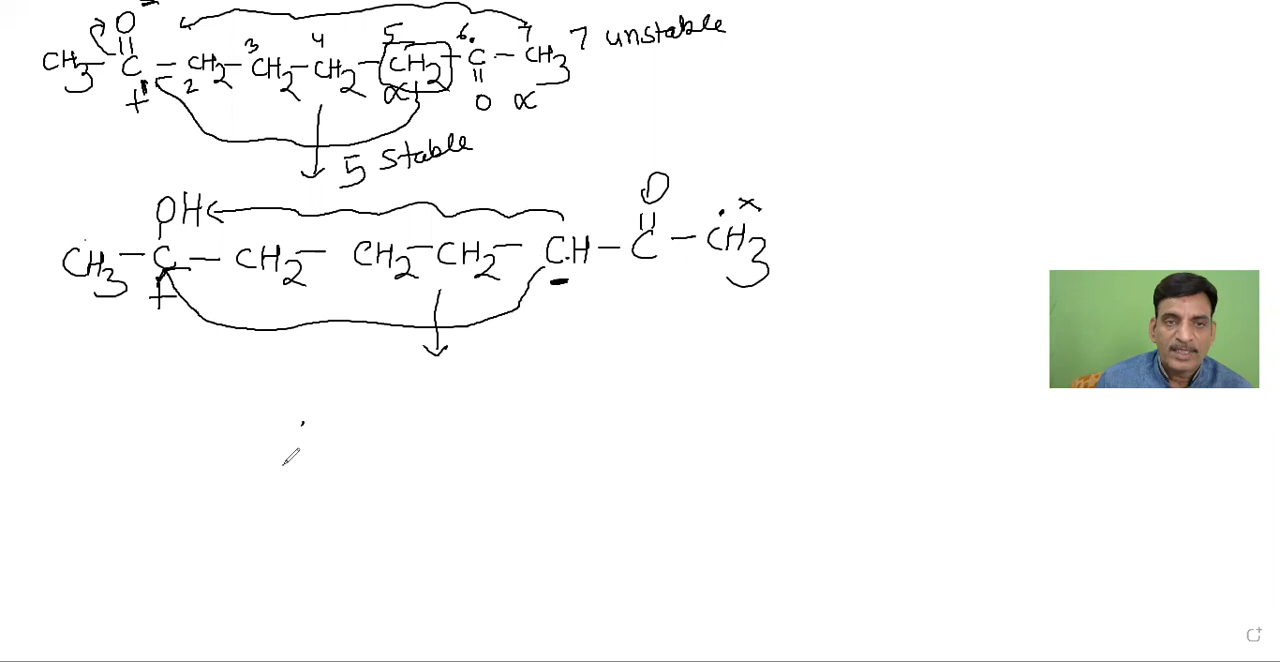 O
3 4 5 6. 7
CH3 – C – CH2 – CH2 – CH2 – CH2 – C – CH3 7 unstable
+ 1 2 α O α
5 stable
OH O x
CH3 – C – CH2 – CH2 – CH2 – CH – C – CH3
+